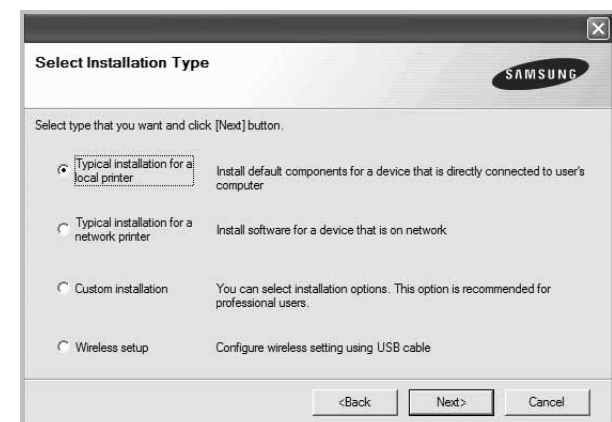 Select Installation Type
SAMSUNG
Select type that you want and click [Next] button.
Typical installation for a
local printer
Install default components for a device that is directly connected to user's
computer
Typical installation for a
network printer
Install software for a device that is on network
Custom installation
You can select installation options. This option is recommended for
professional users.
Wireless setup
Configure wireless setting using USB cable
<Back
Next>
Cancel